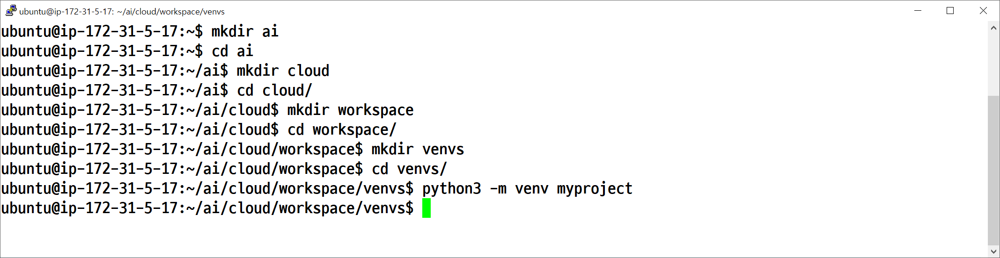 ubuntu@ip-172-31-5-17: ~/ai/cloud/workspace/venvs
ubuntu@ip-172-31-5-17:~$ mkdir ai
ubuntu@ip-172-31-5-17:~$ cd ai
ubuntu@ip-172-31-5-17:~/ai$ mkdir cloud
ubuntu@ip-172-31-5-17:~/ai$ cd cloud/
ubuntu@ip-172-31-5-17:~/ai/cloud$ mkdir workspace
ubuntu@ip-172-31-5-17:~/ai/cloud$ cd workspace/
ubuntu@ip-172-31-5-17:~/ai/cloud/workspace$ mkdir venvs
ubuntu@ip-172-31-5-17:~/ai/cloud/workspace$ cd venvs/
ubuntu@ip-172-31-5-17:~/ai/cloud/workspace/venvs$ python3 -m venv myproject
ubuntu@ip-172-31-5-17:~/ai/cloud/workspace/venvs$